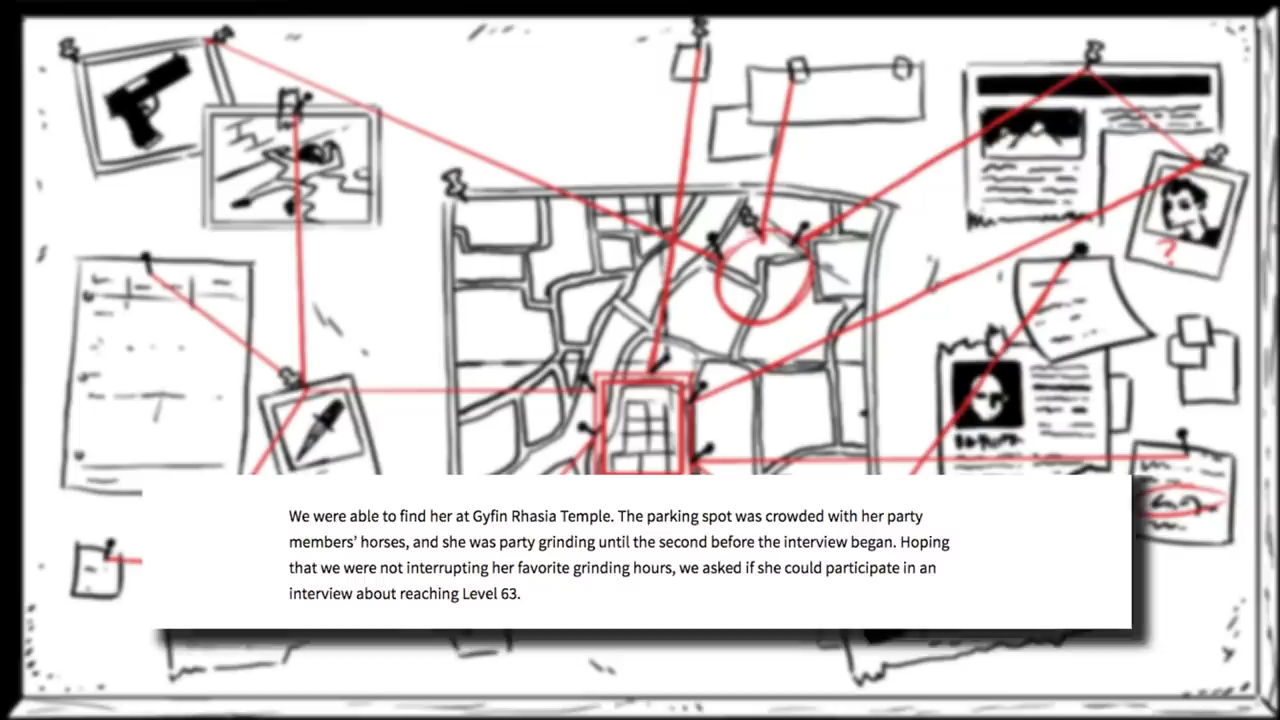 We were able to find her at Gyfin Rhasia Temple. The parking spot was crowded with her party
members’ horses, and she was party grinding until the second before the interview began. Hoping
that we were not interrupting her favorite grinding hours, we asked if she could participate in an
interview about reaching Level 63.
?